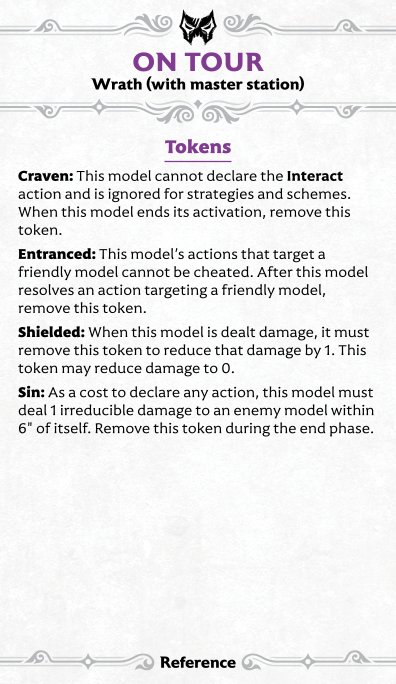 ON TOUR
Wrath (with master station)
Tokens
Craven: This model cannot declare the Interact
action and is ignored for strategies and schemes.
When this model ends its activation, remove this
token.
Entranced: This model's actions that target a
friendly model cannot be cheated. After this model
resolves an action targeting a friendly model,
remove this token.
Shielded: When this model is dealt damage, it must
remove this token to reduce that damage by 1. This
token may reduce damage to 0.
Sin: As a cost to declare any action, this model must
deal 1 irreducible damage to an enemy model within
6" of itself. Remove this token during the end phase.
Reference